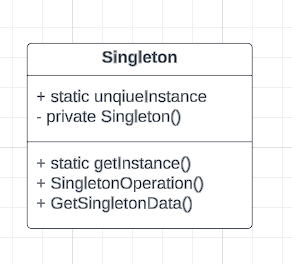 Singleton
+ static unqiueInstance
- private Singleton()
+ static getInstance()
+ SingletonOperation()
+ GetSingletonData()